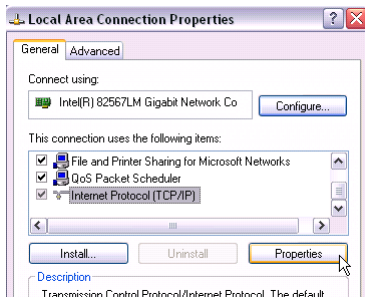 Local Area Connection Properties
General Advanced
Connect using:
Intel(R) 82567LM Gigabit Network Co
Configure...
This connection uses the following items:
File and Printer Sharing for Microsoft Networks
QoS Packet Scheduler
Internet Protocol (TCP/IP)
Install... Uninstall Properties
Description
Transmission Control Protocol/Internet Protocol. The default